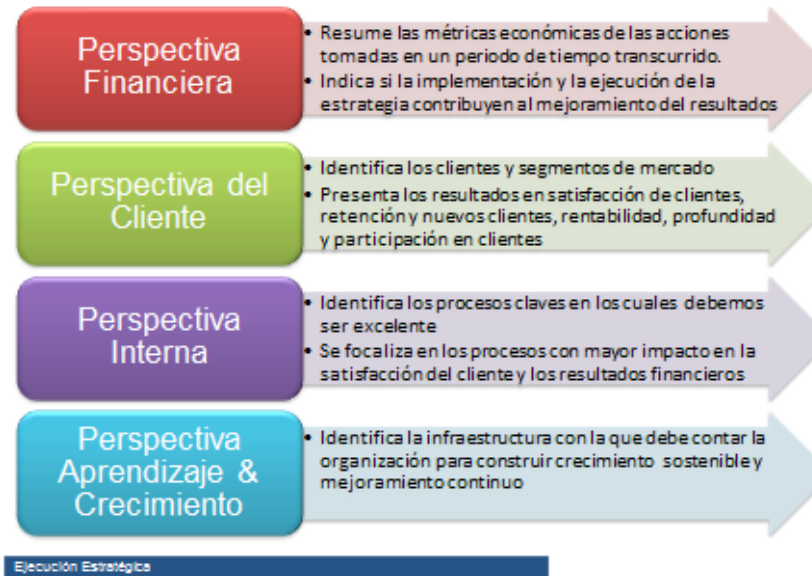 Perspectiva
Financiera
• Resume las métricas económicas de las acciones
tomadas en un periodo de tiempo transcurrido.
• Indica si la implementación y la ejecución de la
estrategia contribuyen al mejoramiento del resultados
Perspectiva del
Cliente
• Identifica los clientes y segmentos de mercado
• Presenta los resultados en satisfacción de clientes,
retención y nuevos clientes, rentabilidad, profundidad
y participación en clientes
Perspectiva
Interna
• Identifica los procesos claves en los cuales debemos
ser excelente
• Se focaliza en los procesos con mayor impacto en la
satisfacción del cliente y los resultados financieros
Perspectiva
Aprendizaje &
Crecimiento
• Identifica la infraestructura con la que debe contar la
organización para construir crecimiento sostenible y
mejoramiento continuo
Ejecución Estratégica